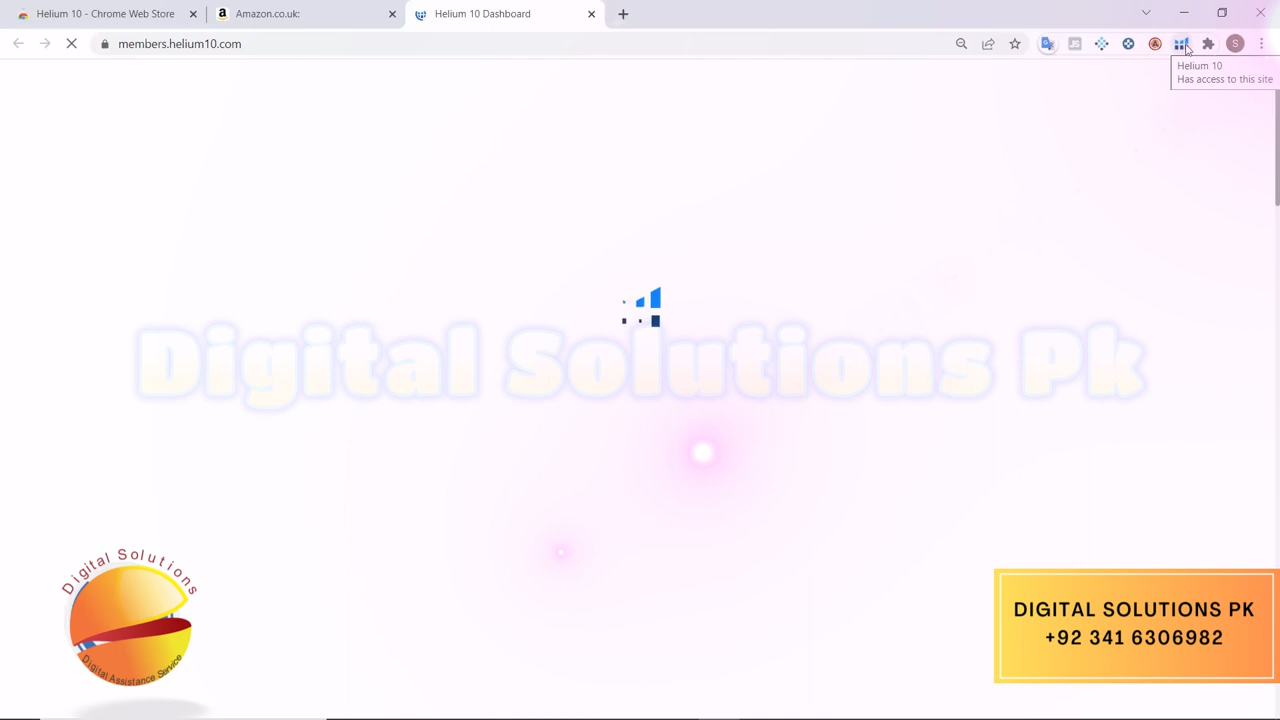 Helium 10 - Chrome Web Store
Amazon.co.uk:
Helium 10 Dashboard
members.helium10.com
JS
S
Helium 10
Has access to this site
Digital Solutions Pk
Digital Solutions
Digital Assistance Service
DIGITAL SOLUTIONS PK
+92 341 6306982